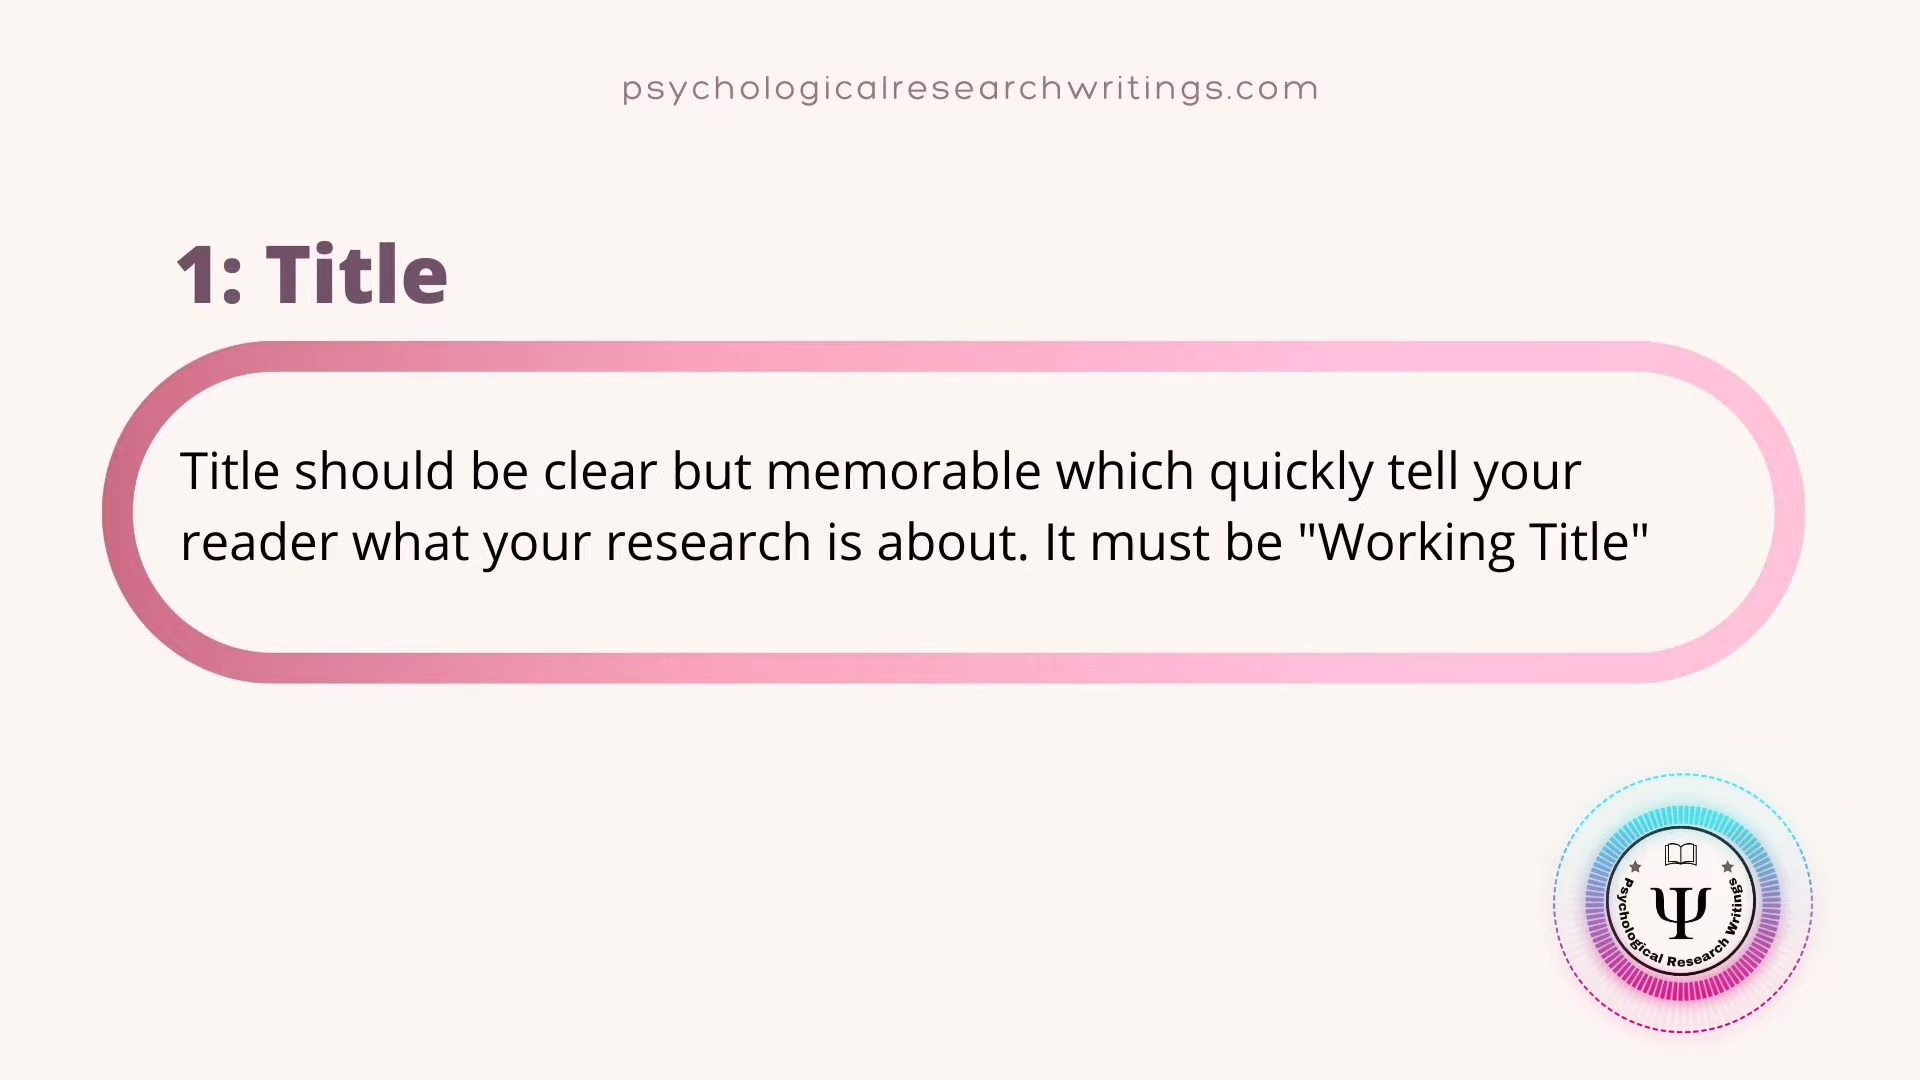 psychologicalresearchwritings.com
1: Title
Title should be clear but memorable which quickly tell your
reader what your research is about. It must be "Working Title"
Ψ
Psychological Research Writings